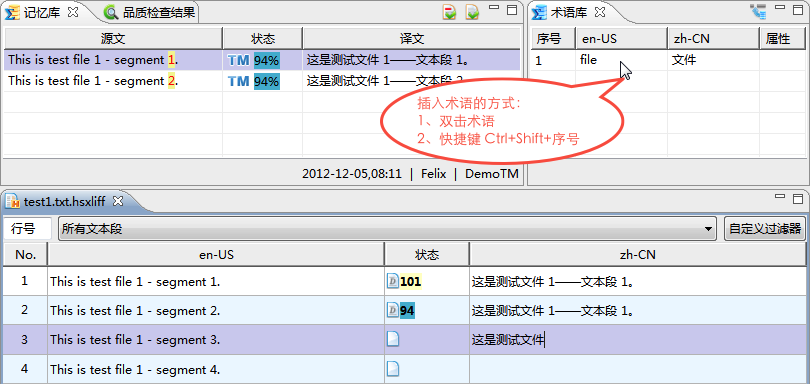 记忆库 品质检查结果
源文 状态 译文
This is test file 1 - segment 1. TM 94% 这是测试文件 1——文本段 1。
This is test file 1 - segment 2. TM 94% 这是测试文件 1——文本段
2012-12-05,08:11 | Felix | DemoTM
术语库
序号 en-US zh-CN 属性
1 file 文件
插入术语的方式：
1、双击术语
2、快捷键 Ctrl+Shift+序号
test1.txt.hsxliff
行号 所有文本段 自定义过滤器
No. en-US 状态 zh-CN
1 This is test file 1 - segment 1. 101 这是测试文件 1——文本段 1。
2 This is test file 1 - segment 2. 94 这是测试文件 1——文本段 1。
3 This is test file 1 - segment 3. 这是测试文件
4 This is test file 1 - segment 4.